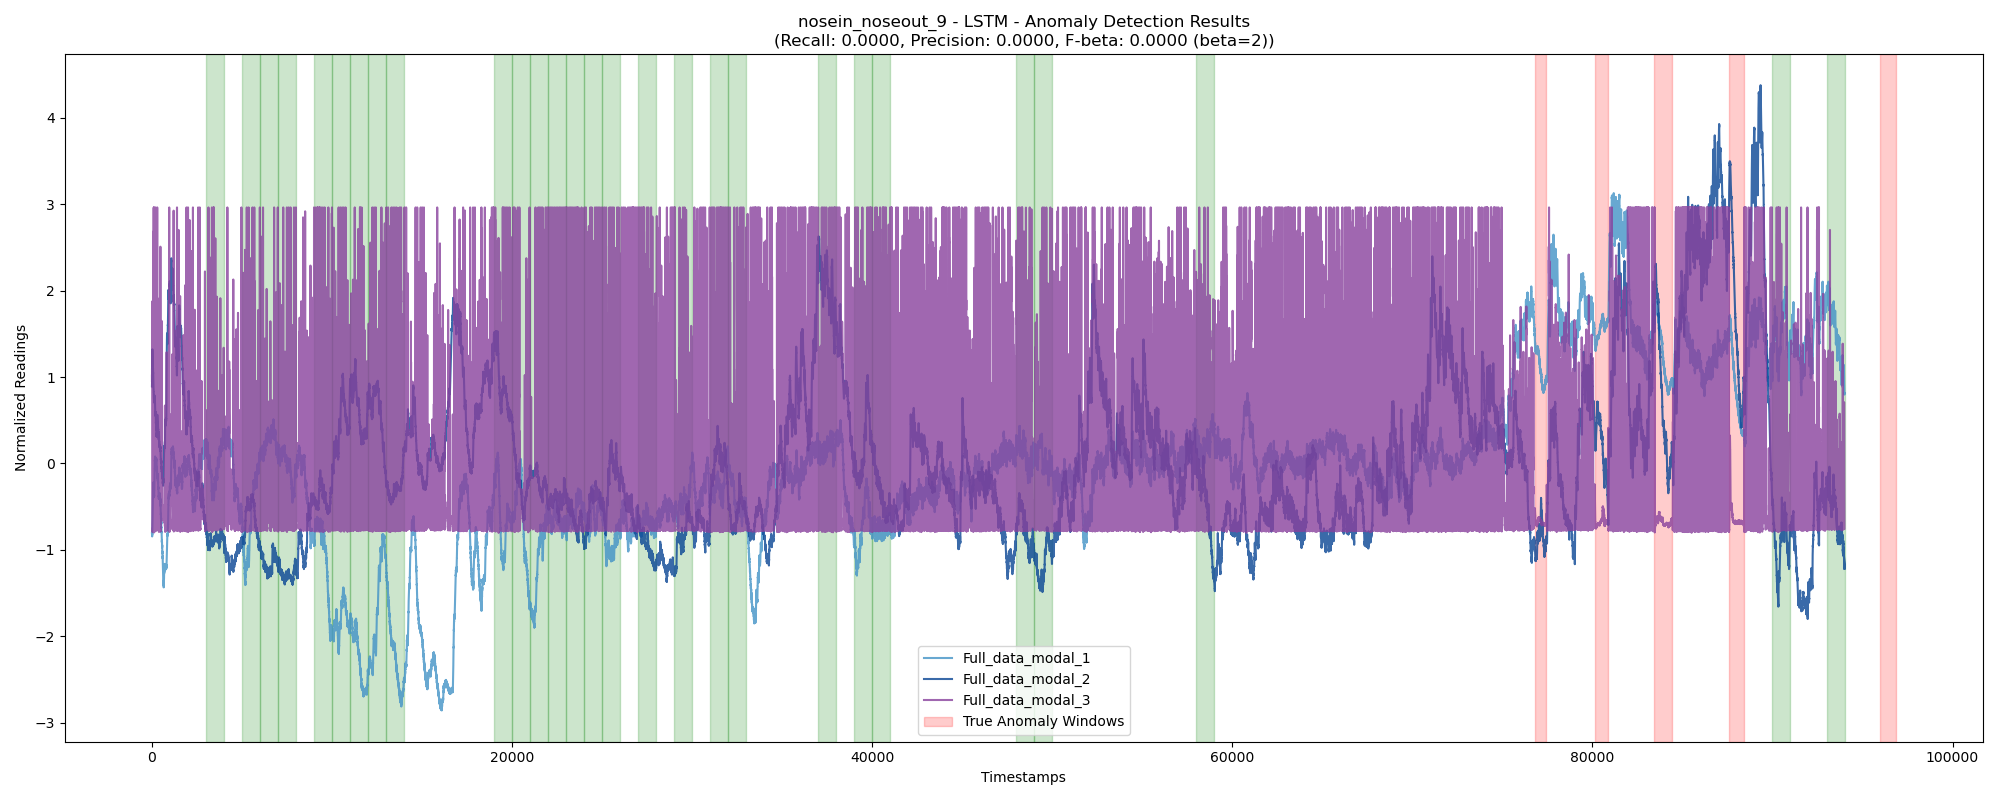 nosein_noseout_9 - LSTM - Anomaly Detection Results
(Recall: 0.0000, Precision: 0.0000, F-beta: 0.0000 (beta=2))
Normalized Readings
4
3
2
1
0
−1
−2
−3
Full_data_modal_1
Full_data_modal_2
Full_data_modal_3
True Anomaly Windows
0
20000
40000
60000
80000
100000
Timestamps